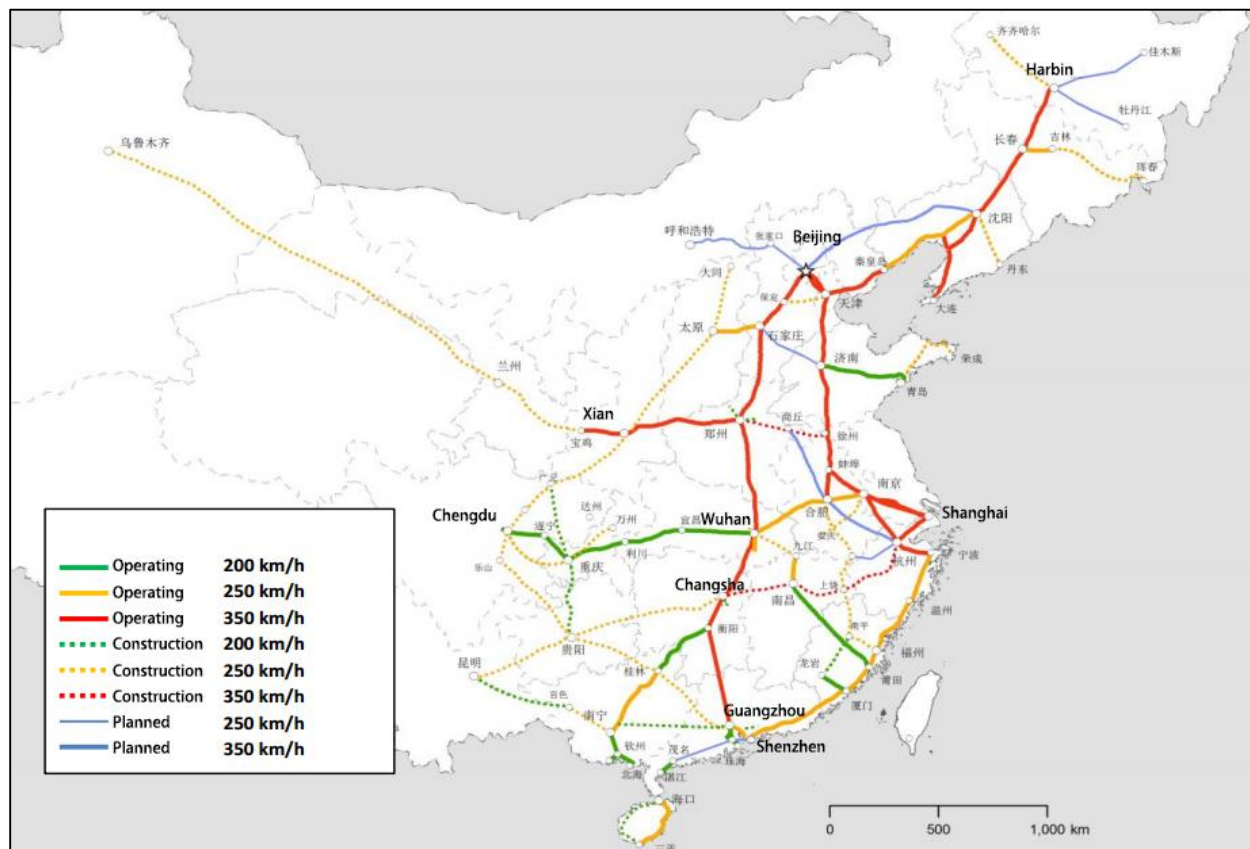 齐齐哈尔
佳木斯
Harbin
牡丹江
乌鲁木齐
长春
吉林
珲春
沈阳
呼和浩特
张家口
Beijing
秦皇岛
丹东
大同
保定
天津
大连
太原
石家庄
济南
荣成
青岛
兰州
Xian
宝鸡
郑州
商丘
徐州
蚌埠
南京
广元
Chengdu
遂宁
达州
万州
宜昌
Wuhan
合肥
Shanghai
利川
九江
安庆
杭州
宁波
乐山
重庆
Changsha
南昌
上饶
温州
衡阳
贵阳
南平
福州
昆明
桂林
龙岩
莆田
百色
厦门
南宁
Guangzhou
Shenzhen
钦州
茂名
珠海
北海
湛江
海口
三亚
Operating 200 km/h
Operating 250 km/h
Operating 350 km/h
Construction 200 km/h
Construction 250 km/h
Construction 350 km/h
Planned 250 km/h
Planned 350 km/h
0 500 1,000 km